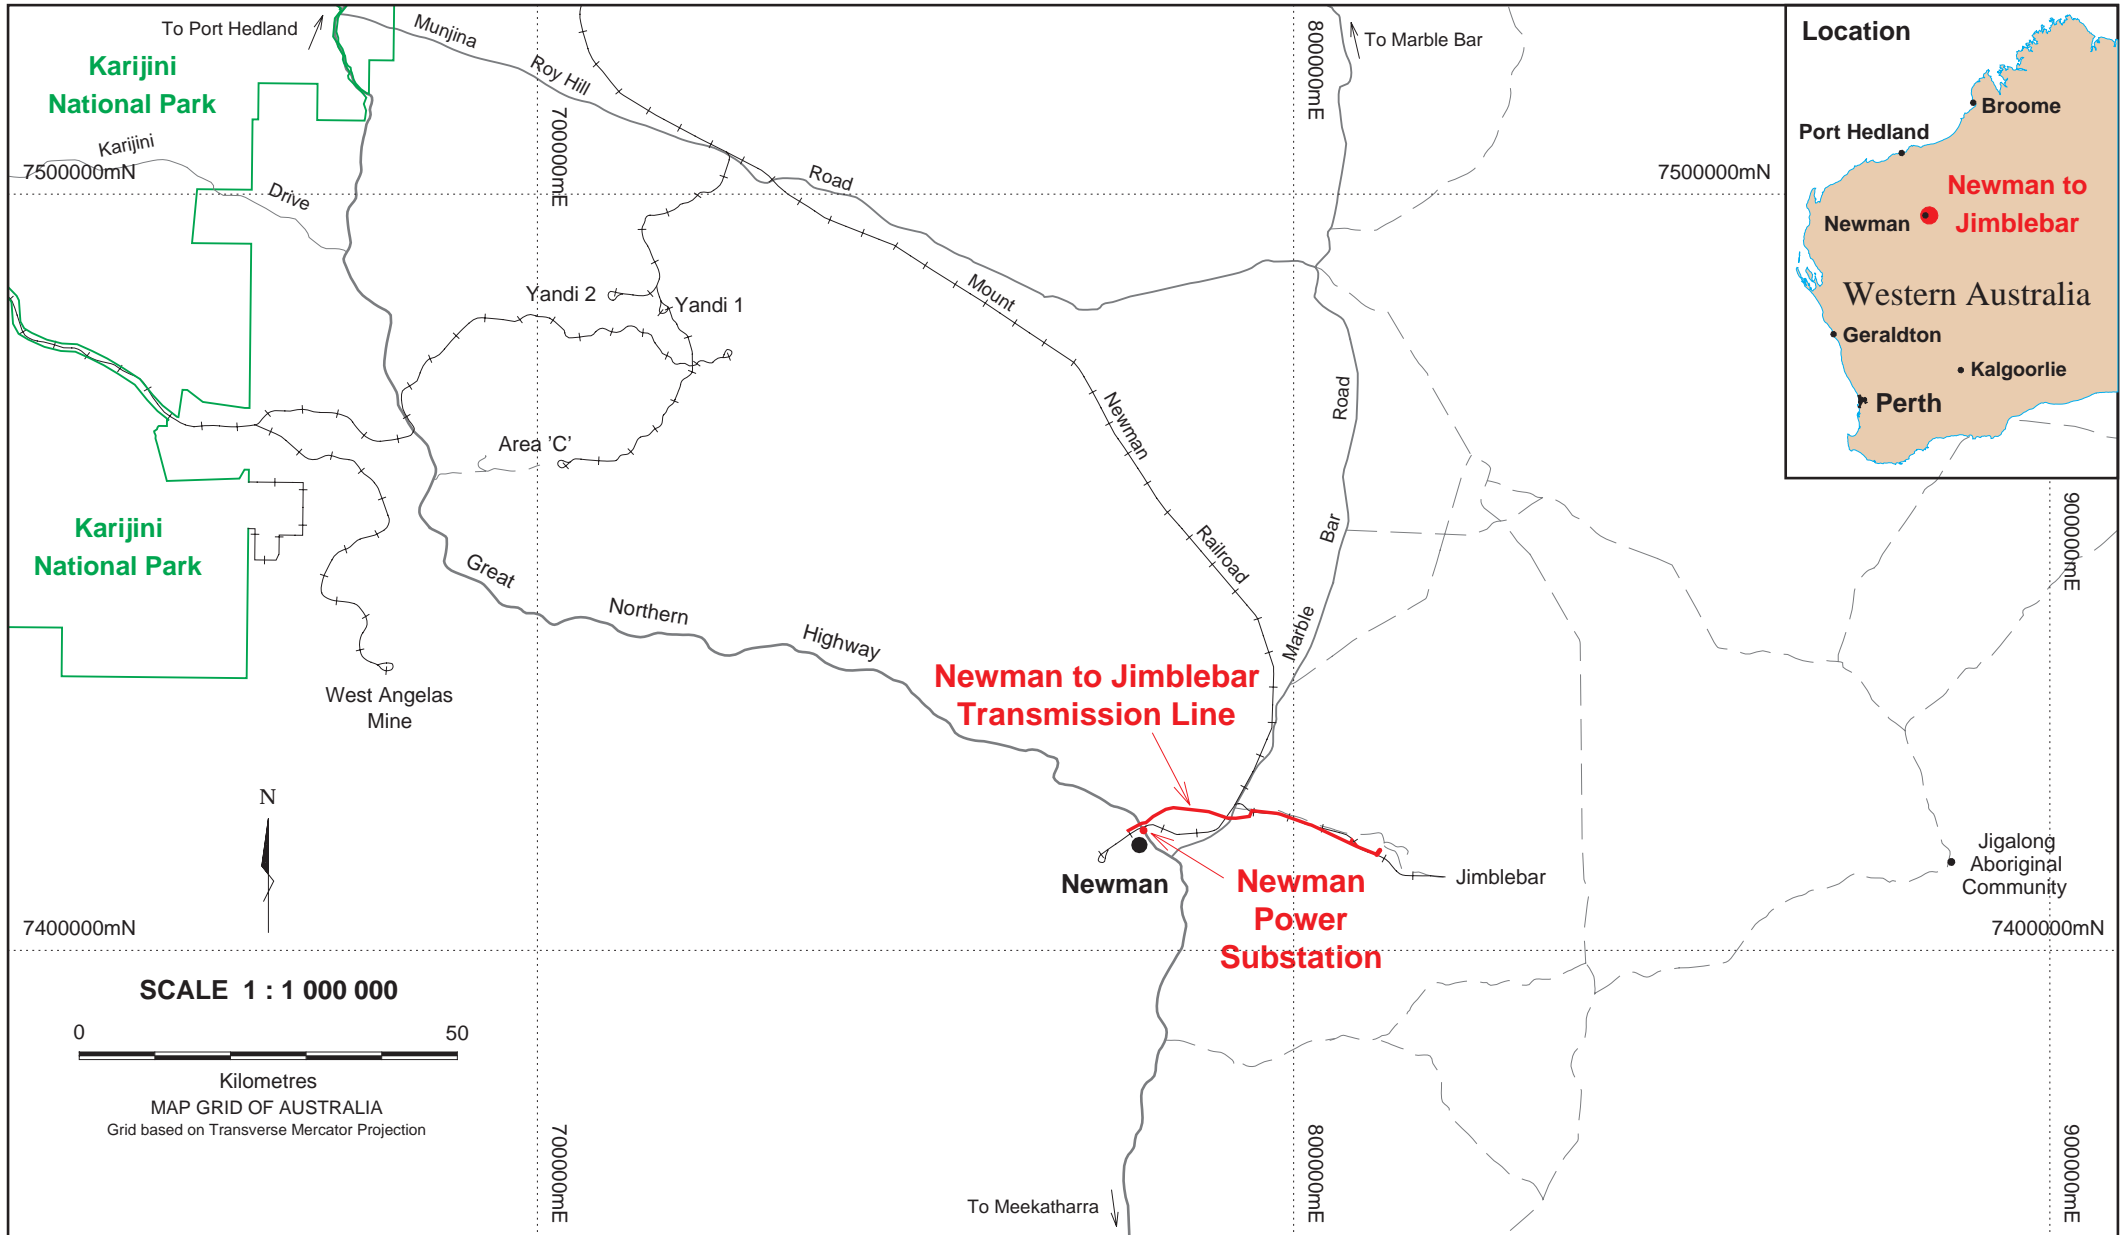 To Port Hedland
Munjina
Roy Hill
Road
To Marble Bar
Karijini
National Park
Karijini
Drive
7500000mN
7500000mN
700000mE
800000mE
Location
Broome
Port Hedland
Newman to
Jimblebar
Newman
Western Australia
Geraldton
Kalgoorlie
Perth
Yandi 2
Yandi 1
Mount
Newman
Railroad
Road
Bar
Marble
Area 'C'
900000mE
Karijini
National Park
Great
Northern
Highway
West Angelas
Mine
Newman to Jimblebar
Transmission Line
N
Newman
Newman
Power
Substation
Jimblebar
Jigalong
Aboriginal
Community
7400000mN
7400000mN
SCALE 1 : 1 000 000
0 50
Kilometres
MAP GRID OF AUSTRALIA
Grid based on Transverse Mercator Projection
700000mE
800000mE
900000mE
To Meekatharra